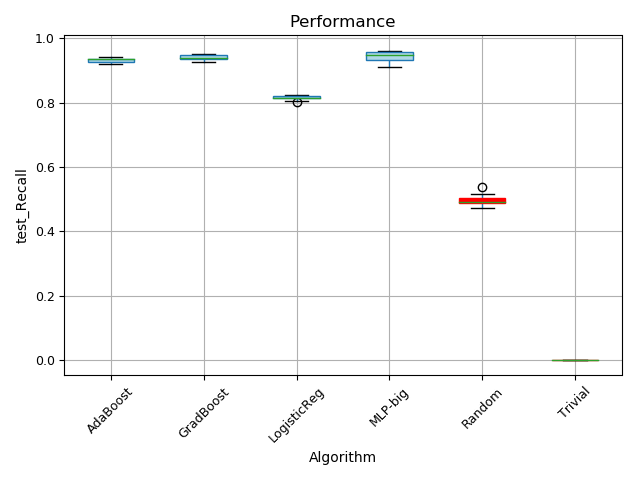 Performance
1.0
0.8
0.6
0.4
0.2
0.0
test_Recall
AdaBoost
GradBoost
LogisticReg
MLP-big
Random
Trivial
Algorithm